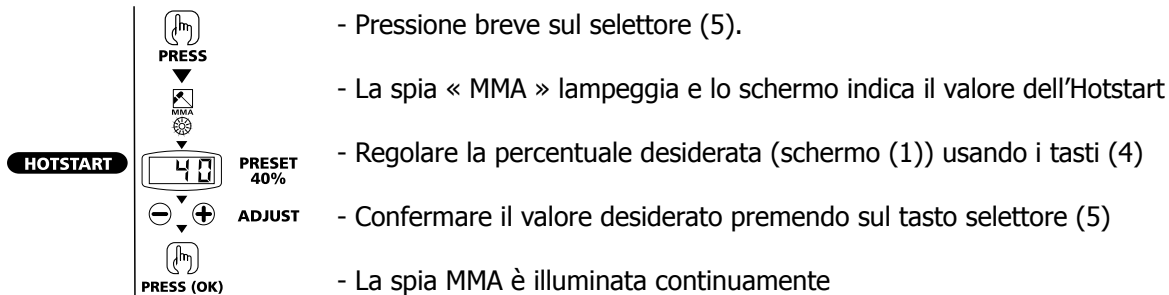 PRESS
- Pressione breve sul selettore (5).
MMA
- La spia « MMA » lampeggia e lo schermo indica il valore dell’Hotstart
HOTSTART
40
PRESET
40%
- Regolare la percentuale desiderata (schermo (1)) usando i tasti (4)
ADJUST
- Confermare il valore desiderato premendo sul tasto selettore (5)
PRESS (OK)
- La spia MMA è illuminata continuamente